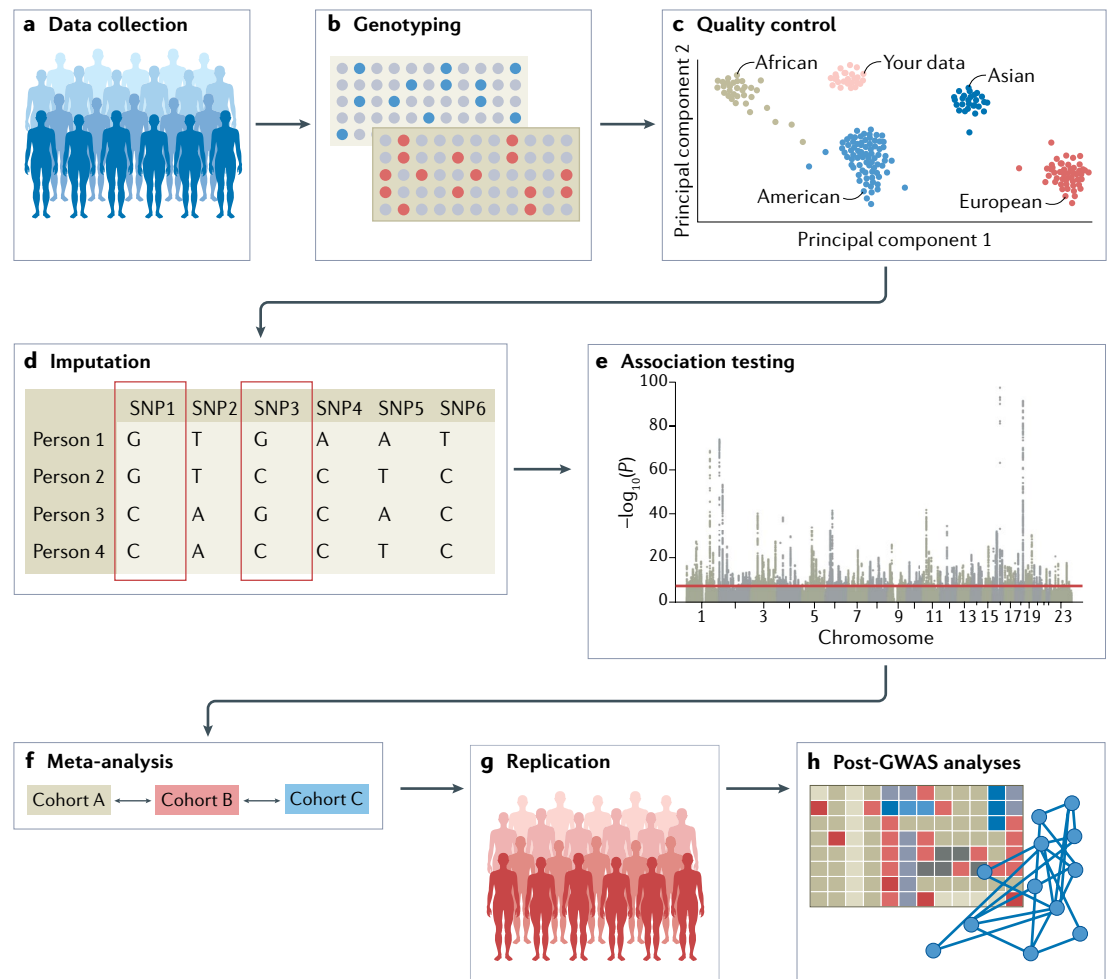 a Data collection
b Genotyping
c Quality control
Principal component 2
African
Your data
Asian
American
European
Principal component 1
d Imputation
SNP1 SNP2 SNP3 SNP4 SNP5 SNP6
Person 1 G T G A A T
Person 2 G T C C T C
Person 3 C A G C A C
Person 4 C A C C T C
e Association testing
–log10(P)
100
80
60
40
20
0
1 3 5 7 9 11 13 15 17 19 23
Chromosome
f Meta-analysis
Cohort A Cohort B Cohort C
g Replication
h Post-GWAS analyses